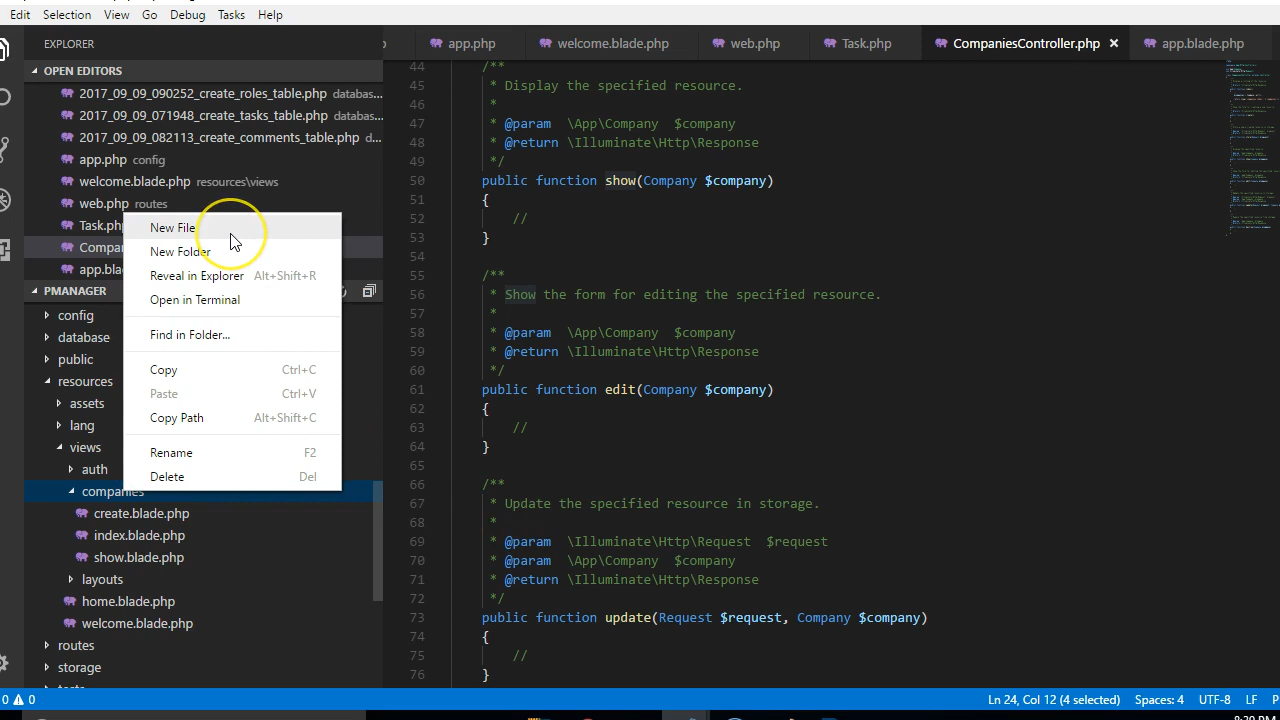 Edit Selection View Go Debug Tasks Help
EXPLORER
app.php welcome.blade.php web.php Task.php CompaniesController.php × app.blade.php
OPEN EDITORS
2017_09_09_090252_create_roles_table.php databas...
2017_09_09_071948_create_tasks_table.php databas...
2017_09_09_082113_create_comments_table.php d...
app.php config
welcome.blade.php resources\views
web.php routes
Task.php
Compan
app.bla
PMANAGER
config
database
public
resources
assets
lang
views
auth
companies
create.blade.php
index.blade.php
show.blade.php
layouts
home.blade.php
welcome.blade.php
routes
storage
New File
New Folder
Reveal in Explorer Alt+Shift+R
Open in Terminal
Find in Folder...
Copy Ctrl+C
Paste Ctrl+V
Copy Path Alt+Shift+C
Rename F2
Delete Del
44 /**
45 * Display the specified resource.
46 *
47 * @param \App\Company $company
48 * @return \Illuminate\Http\Response
49 */
50 public function show(Company $company)
51 {
52 //
53 }
54
55 /**
56 * Show the form for editing the specified resource.
57 *
58 * @param \App\Company $company
59 * @return \Illuminate\Http\Response
60 */
61 public function edit(Company $company)
62 {
63 //
64 }
65
66 /**
67 * Update the specified resource in storage.
68 *
69 * @param \Illuminate\Http\Request $request
70 * @param \App\Company $company
71 * @return \Illuminate\Http\Response
72 */
73 public function update(Request $request, Company $company)
74 {
75 //
76 }
0 0 Ln 24, Col 12 (4 selected) Spaces: 4 UTF-8 LF P